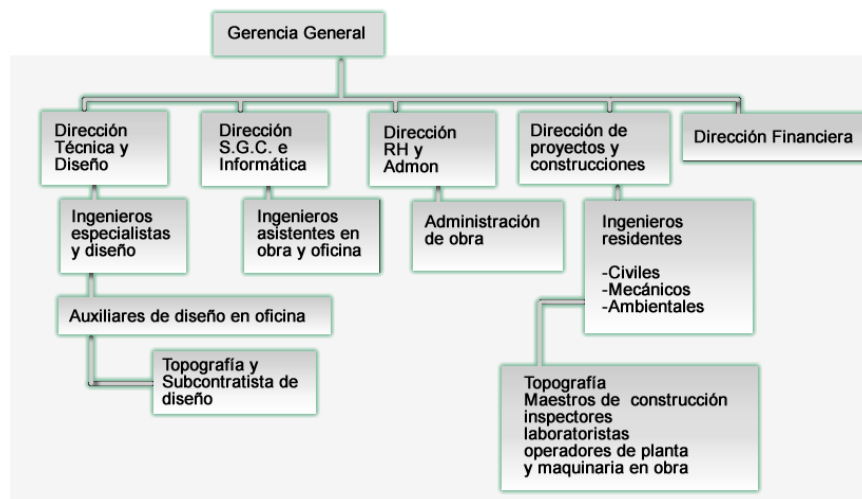 Gerencia General
Dirección
Técnica y
Diseño
Dirección
S.G.C. e
Informática
Dirección
RH y
Admon
Dirección de
proyectos y
construcciones
Dirección Financiera
Ingenieros
especialistas
y diseño
Ingenieros
asistentes en
obra y oficina
Administración
de obra
Ingenieros
residentes
-Civiles
-Mecánicos
-Ambientales
Auxiliares de diseño en oficina
Topografía y
Subcontratista de
diseño
Topografía
Maestros de construcción
inspectores
laboratoristas
operadores de planta
y maquinaria en obra